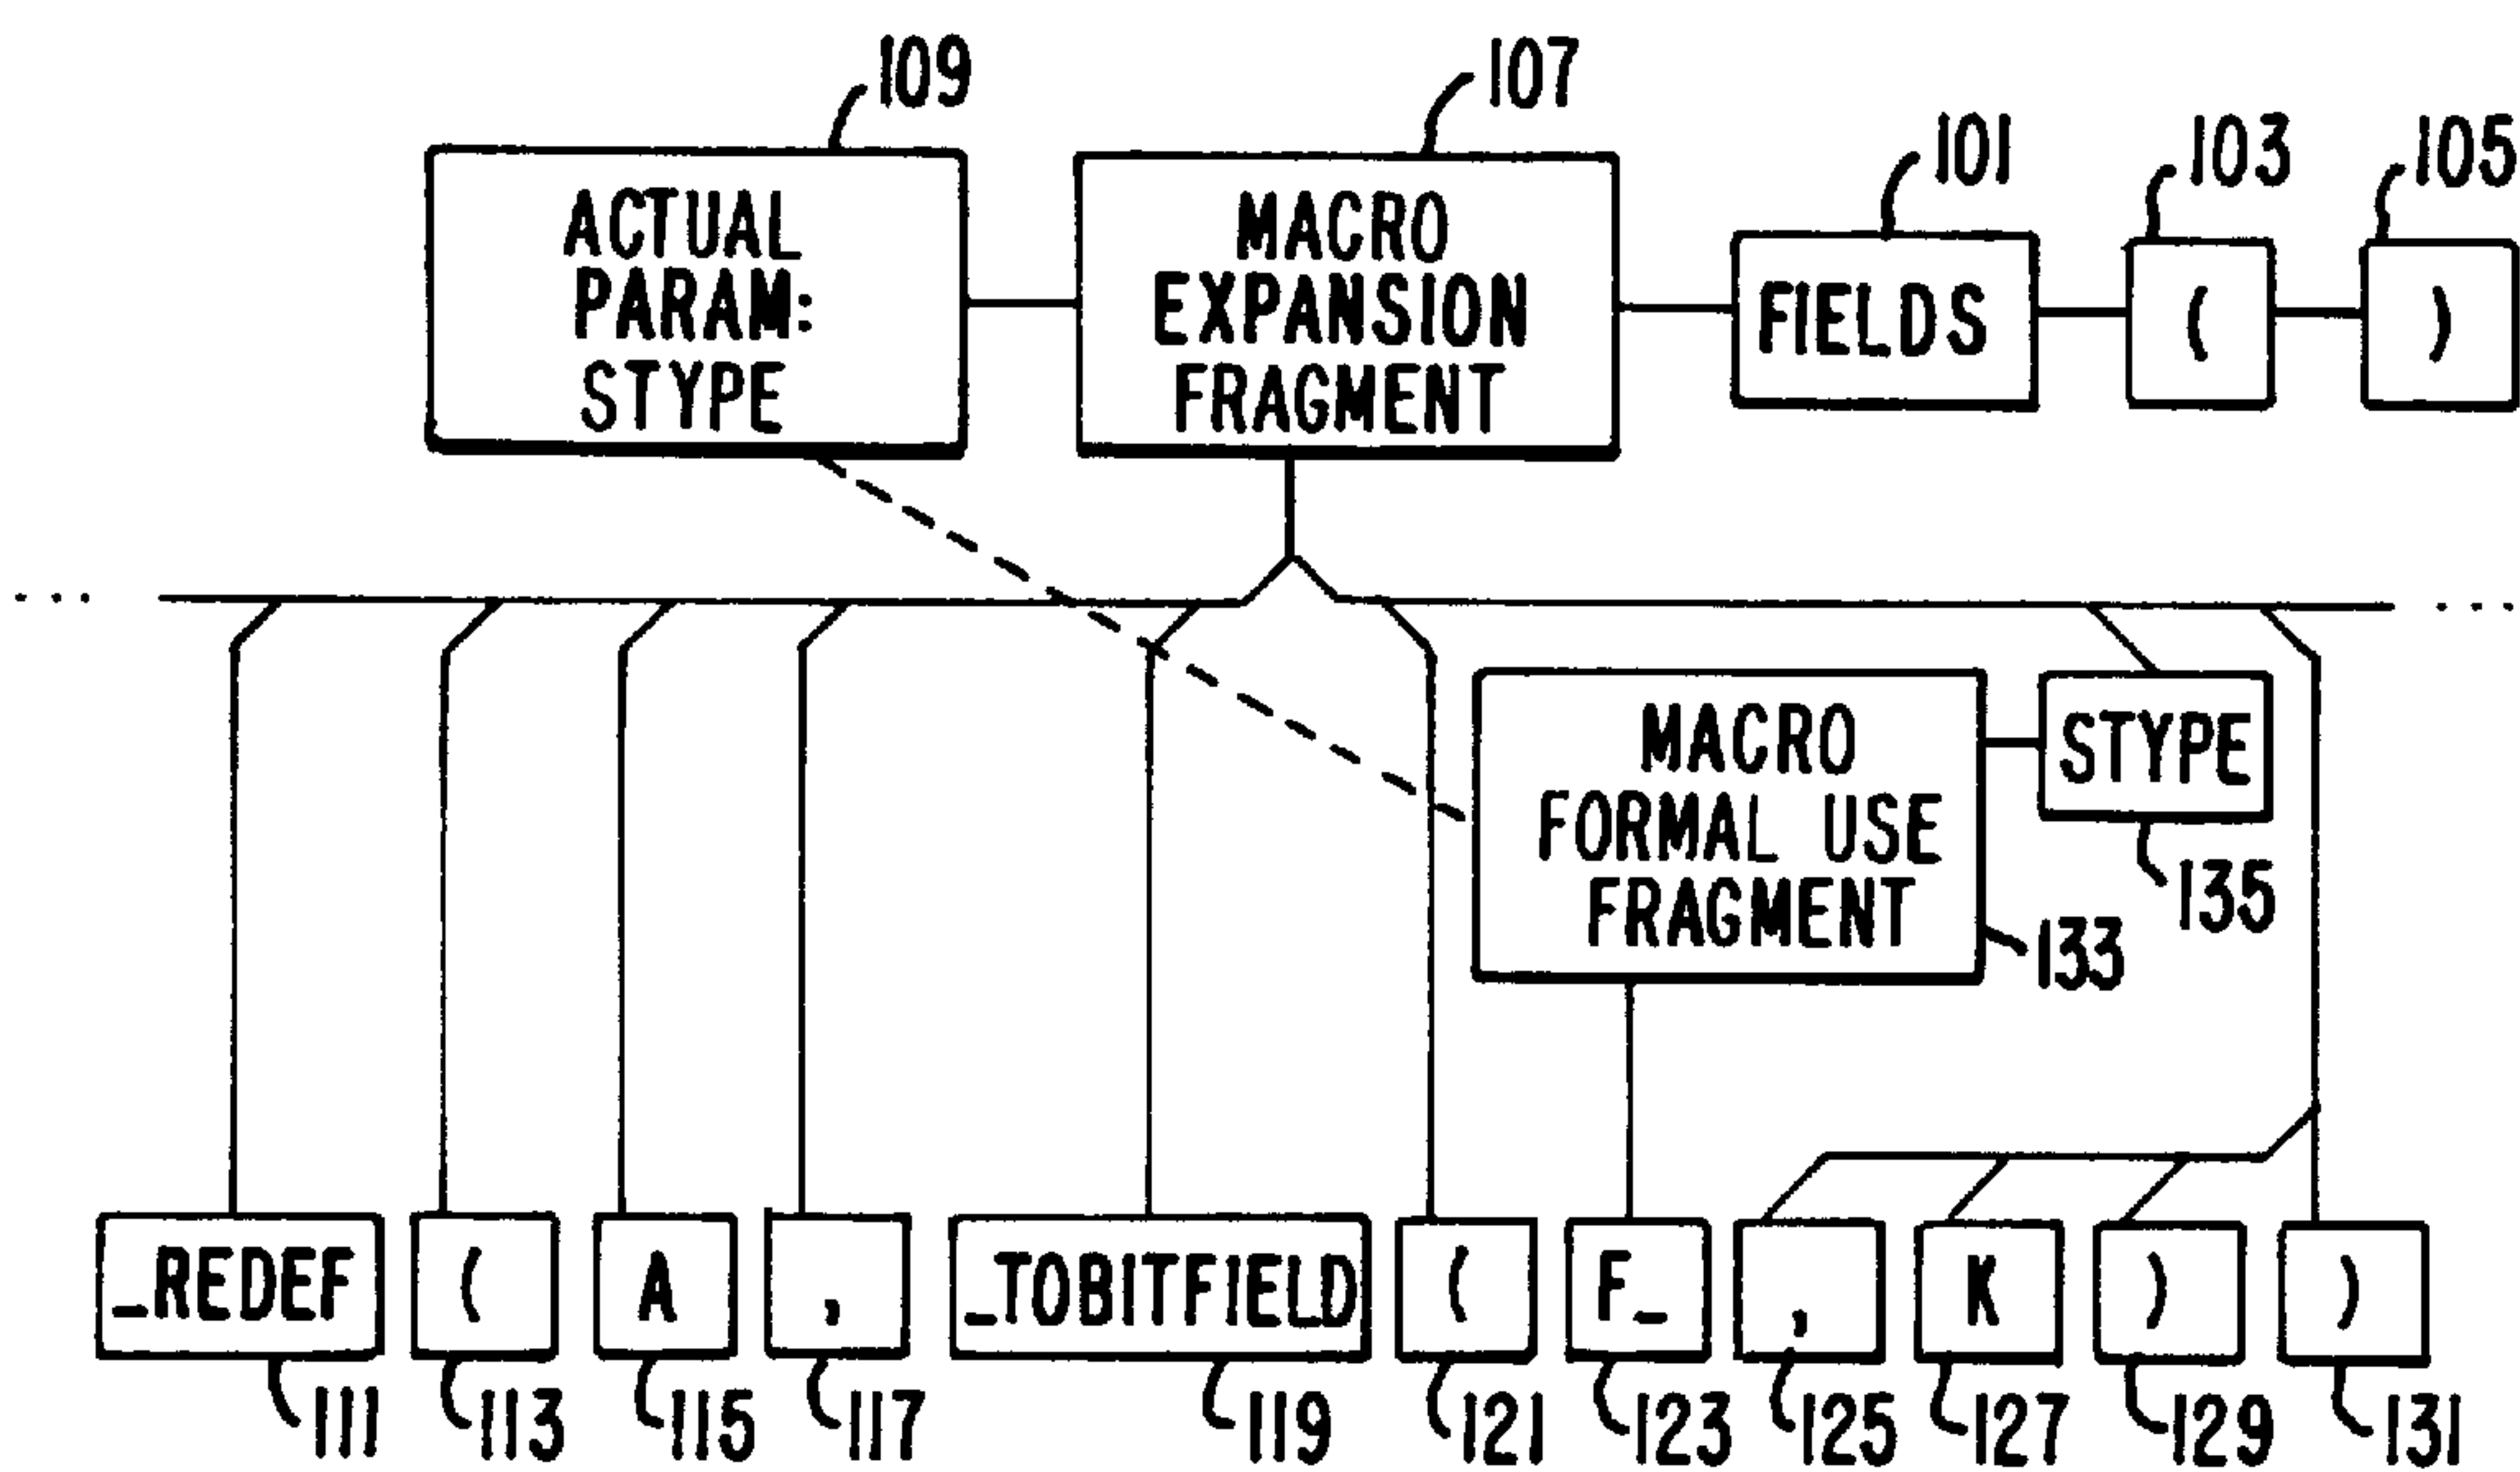 109 107
101 103 105
ACTUAL PARAM: STYPE
MACRO EXPANSION FRAGMENT
FIELDS ( )
... ...
MACRO FORMAL USE FRAGMENT
STYPE
135
133
_REDEF ( A , _TOBITFIELD ( F_ , K ) )
111 113 115 117 119 121 123 125 127 129 131